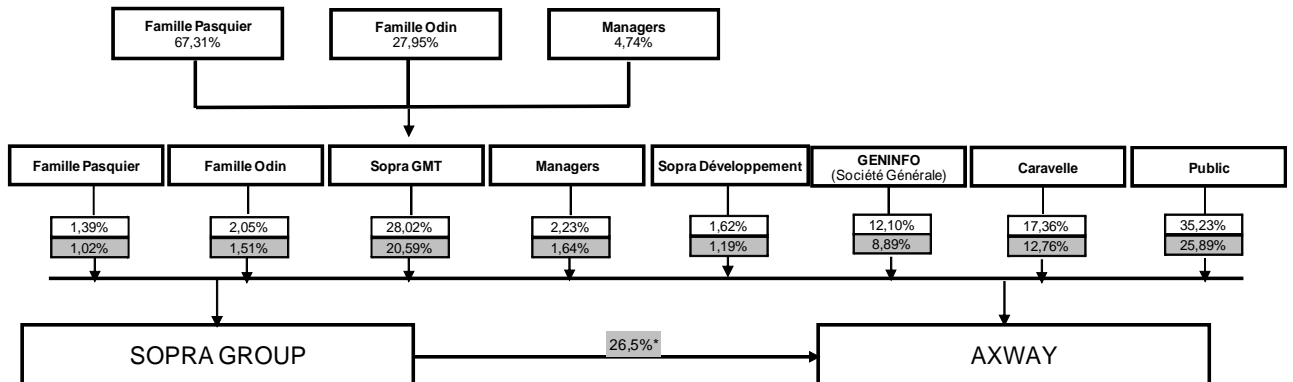 Famille Pasquier
67,31%
Famille Odin
27,95%
Managers
4,74%
Famille Pasquier
Famille Odin
Sopra GMT
Managers
Sopra Développement
GENINFO
(Société Générale)
Caravelle
Public
1,39%
2,05%
28,02%
2,23%
1,62%
12,10%
17,36%
35,23%
1,02%
1,51%
20,59%
1,64%
1,19%
8,89%
12,76%
25,89%
SOPRA GROUP
26,5%*
AXWAY